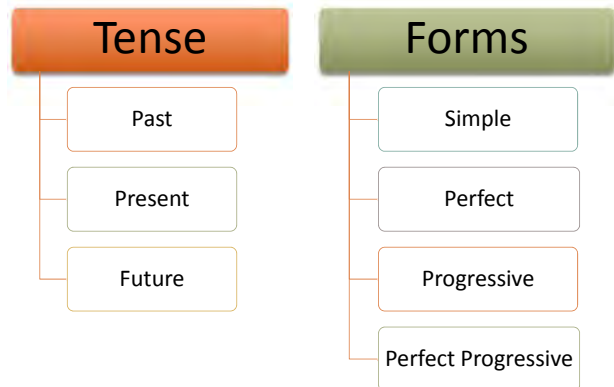 Tense
Past
Present
Future
Forms
Simple
Perfect
Progressive
Perfect Progressive